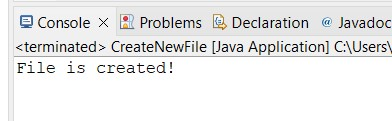 Console Problems Declaration @ Javadoc
<terminated> CreateNewFile [Java Application] C:\Users\
File is created!